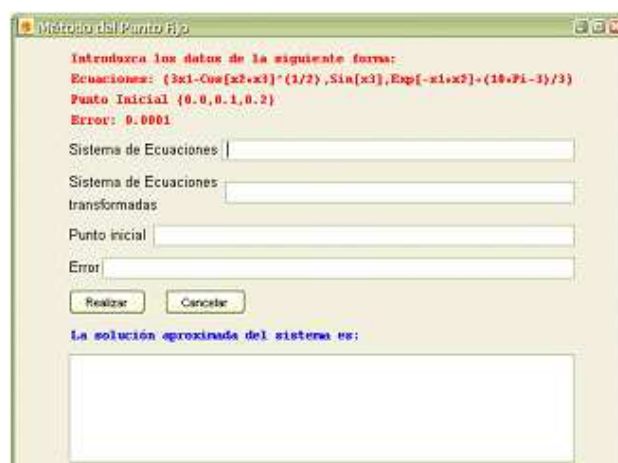 Método del Punto Fijo
Introduzca los datos de la siguiente forma:
Ecuaciones: {3x1-Cos[x2*x3]^(1/2),Sin[x3],Exp[-x1*x2]+(10*Pi-3)/3}
Punto Inicial {0.0,0.1,0.2}
Error: 0.0001
Sistema de Ecuaciones
Sistema de Ecuaciones
transformadas
Punto inicial
Error
Realizar Cancelar
La solución aproximada del sistema es: